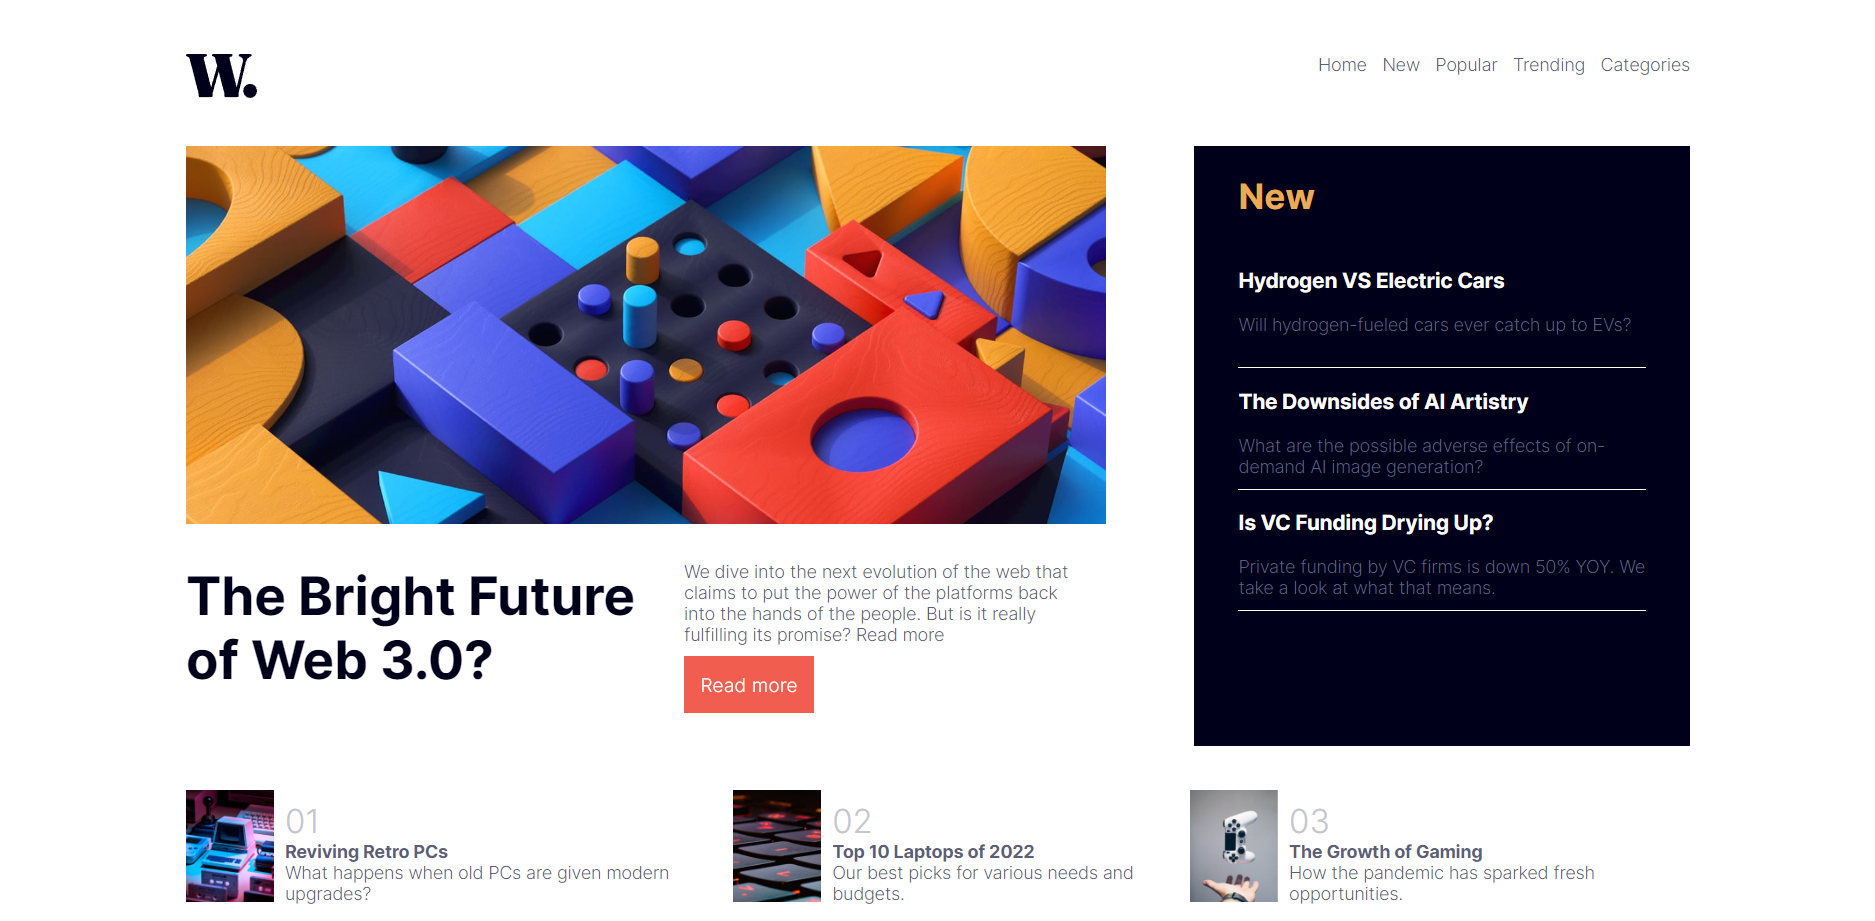 W.
Home New Popular Trending Categories
New
Hydrogen VS Electric Cars
Will hydrogen-fueled cars ever catch up to EVs?
The Downsides of AI Artistry
What are the possible adverse effects of on-
demand AI image generation?
Is VC Funding Drying Up?
Private funding by VC firms is down 50% YOY. We
take a look at what that means.
The Bright Future
of Web 3.0?
We dive into the next evolution of the web that
claims to put the power of the platforms back
into the hands of the people. But is it really
fulfilling its promise? Read more
Read more
01
Reviving Retro PCs
What happens when old PCs are given modern
upgrades?
02
Top 10 Laptops of 2022
Our best picks for various needs and
budgets.
03
The Growth of Gaming
How the pandemic has sparked fresh
opportunities.